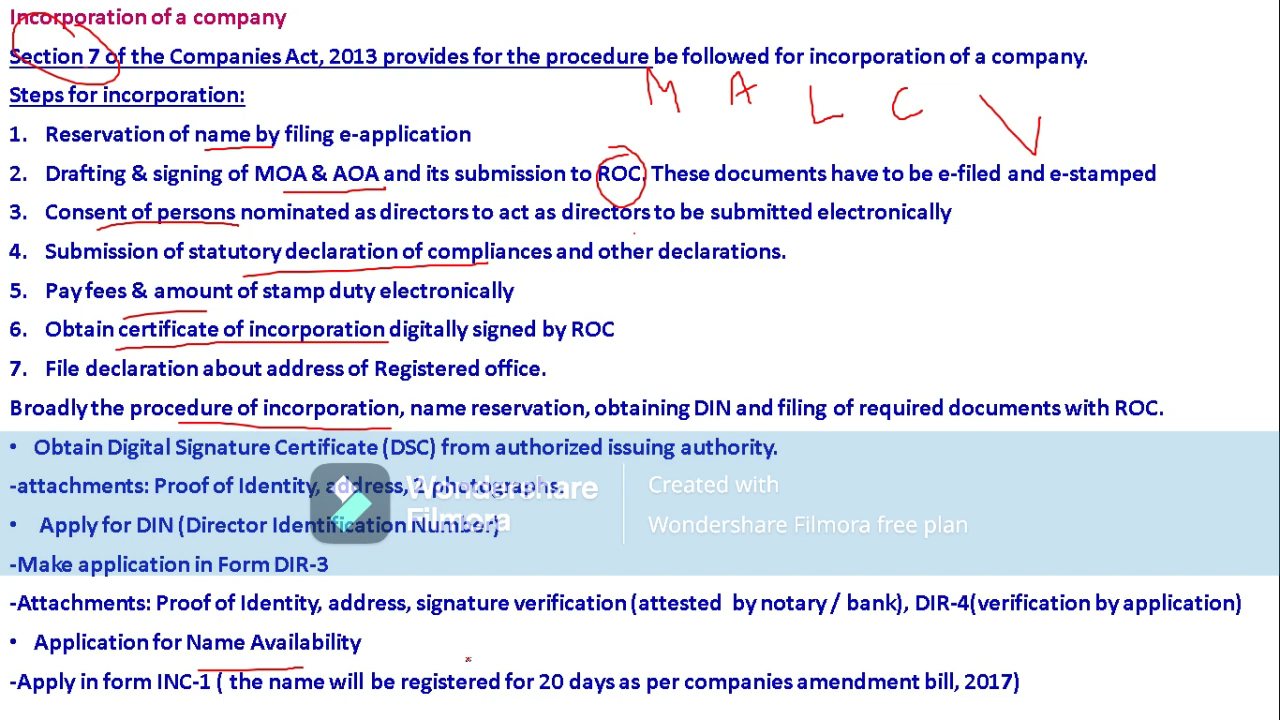 Incorporation of a company
Section 7 of the Companies Act, 2013 provides for the procedure be followed for incorporation of a company.
Steps for incorporation:
M A L C V
1. Reservation of name by filing e-application
2. Drafting & signing of MOA & AOA and its submission to ROC. These documents have to be e-filed and e-stamped
3. Consent of persons nominated as directors to act as directors to be submitted electronically
4. Submission of statutory declaration of compliances and other declarations.
5. Pay fees & amount of stamp duty electronically
6. Obtain certificate of incorporation digitally signed by ROC
7. File declaration about address of Registered office.
Broadly the procedure of incorporation, name reservation, obtaining DIN and filing of required documents with ROC.
• Obtain Digital Signature Certificate (DSC) from authorized issuing authority.
-attachments: Proof of Identity, address, 2 photographs.
Wondershare Filmora
Created with
Wondershare Filmora free plan
• Apply for DIN (Director Identification Number)
-Make application in Form DIR-3
-Attachments: Proof of Identity, address, signature verification (attested by notary / bank), DIR-4(verification by application)
• Application for Name Availability
-Apply in form INC-1 ( the name will be registered for 20 days as per companies amendment bill, 2017)